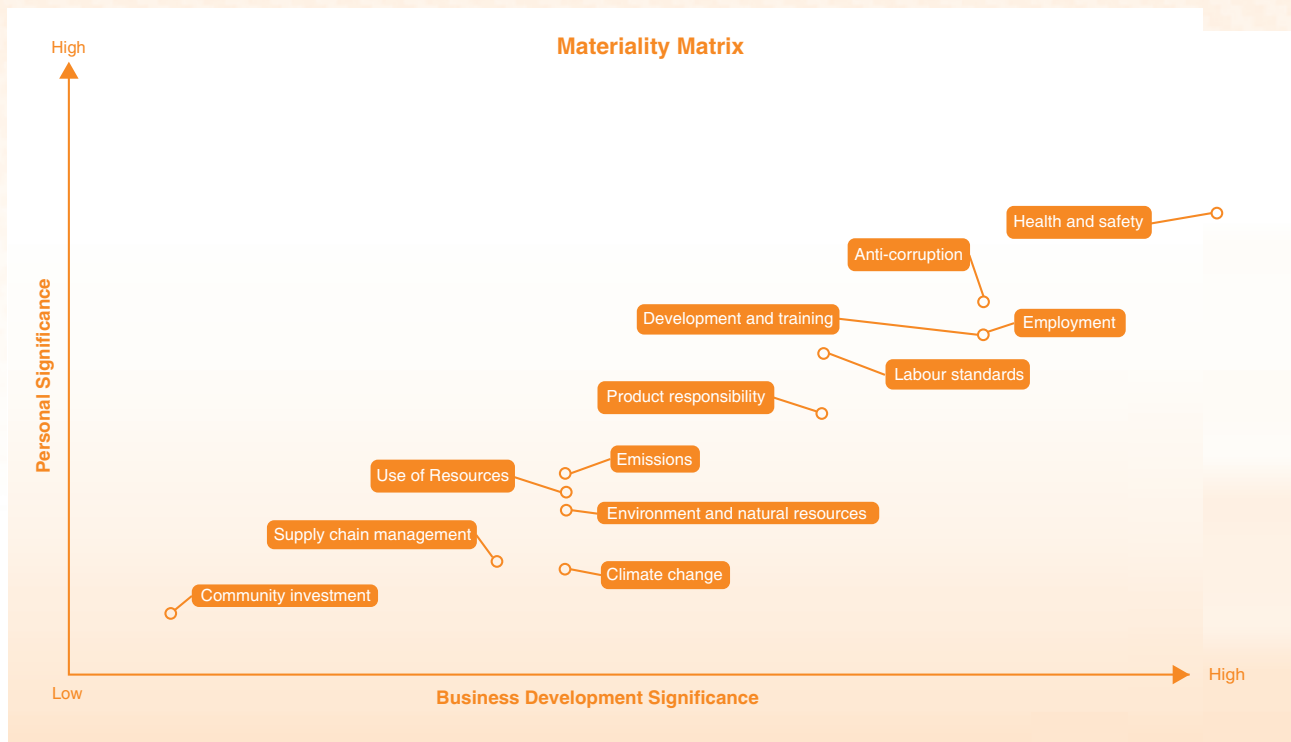 High
Materiality Matrix
Health and safety
Anti-corruption
Development and training
Employment
Labour standards
Product responsibility
Personal Significance
Emissions
Use of Resources
Environment and natural resources
Supply chain management
Climate change
Community investment
High
Low
Business Development Significance